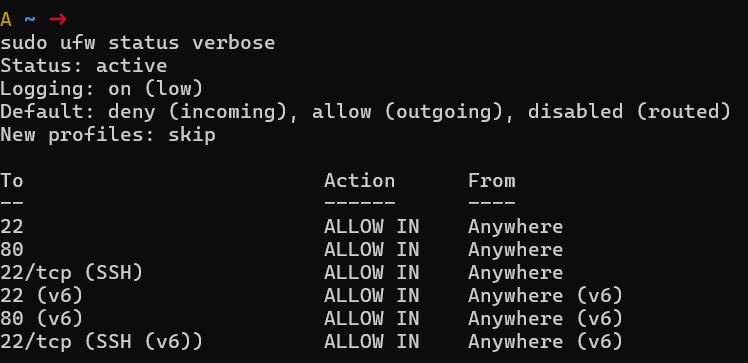 A ~ →
sudo ufw status verbose
Status: active
Logging: on (low)
Default: deny (incoming), allow (outgoing), disabled (routed)
New profiles: skip
To Action From
-- ------ ----
22 ALLOW IN Anywhere
80 ALLOW IN Anywhere
22/tcp (SSH) ALLOW IN Anywhere
22 (v6) ALLOW IN Anywhere (v6)
80 (v6) ALLOW IN Anywhere (v6)
22/tcp (SSH (v6)) ALLOW IN Anywhere (v6)